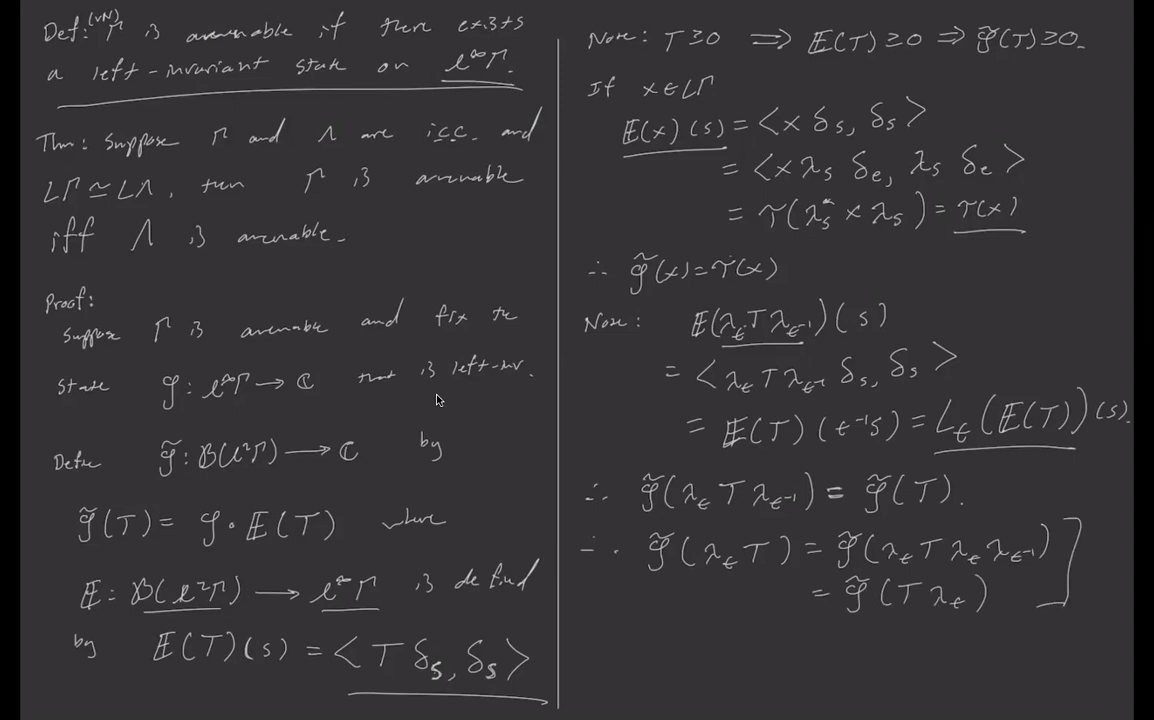 Def: (vN) Γ is amenable if there exists
a left-invariant state on ℓ^∞Γ.
Thm: Suppose Γ and Λ are i.c.c. and
LΓ ≃ LΛ, then Γ is amenable
iff Λ is amenable.
Proof:
Suppose Γ is amenable and fix the
state φ: ℓ^∞Γ → ℂ that is left-inv.
Define φ̃: B(ℓ²Γ) → ℂ by
φ̃(T) = φ∘E(T) where
E: B(ℓ²Γ) → ℓ^∞Γ is defined
by E(T)(s) = <T δ_s, δ_s>
Note: T ≥ 0 ⟹ E(T) ≥ 0 ⟹ φ̃(T) ≥ 0.
If x ∈ LΓ
E(x)(s) = <x δ_s, δ_s>
= <x λ_s δ_e, λ_s δ_e>
= τ(λ_s^* x λ_s) = τ(x)
∴ φ̃(x) = τ(x)
Note: E(λ_t T λ_{t^{-1}})(s)
= <λ_t T λ_{t^{-1}} δ_s, δ_s>
= E(T)(t^{-1}s) = L_t(E(T))(s).
∴ φ̃(λ_t T λ_{t^{-1}}) = φ̃(T).
∴ φ̃(λ_t T) = φ̃(λ_t T λ_t λ_{t^{-1}})
= φ̃(T λ_t)